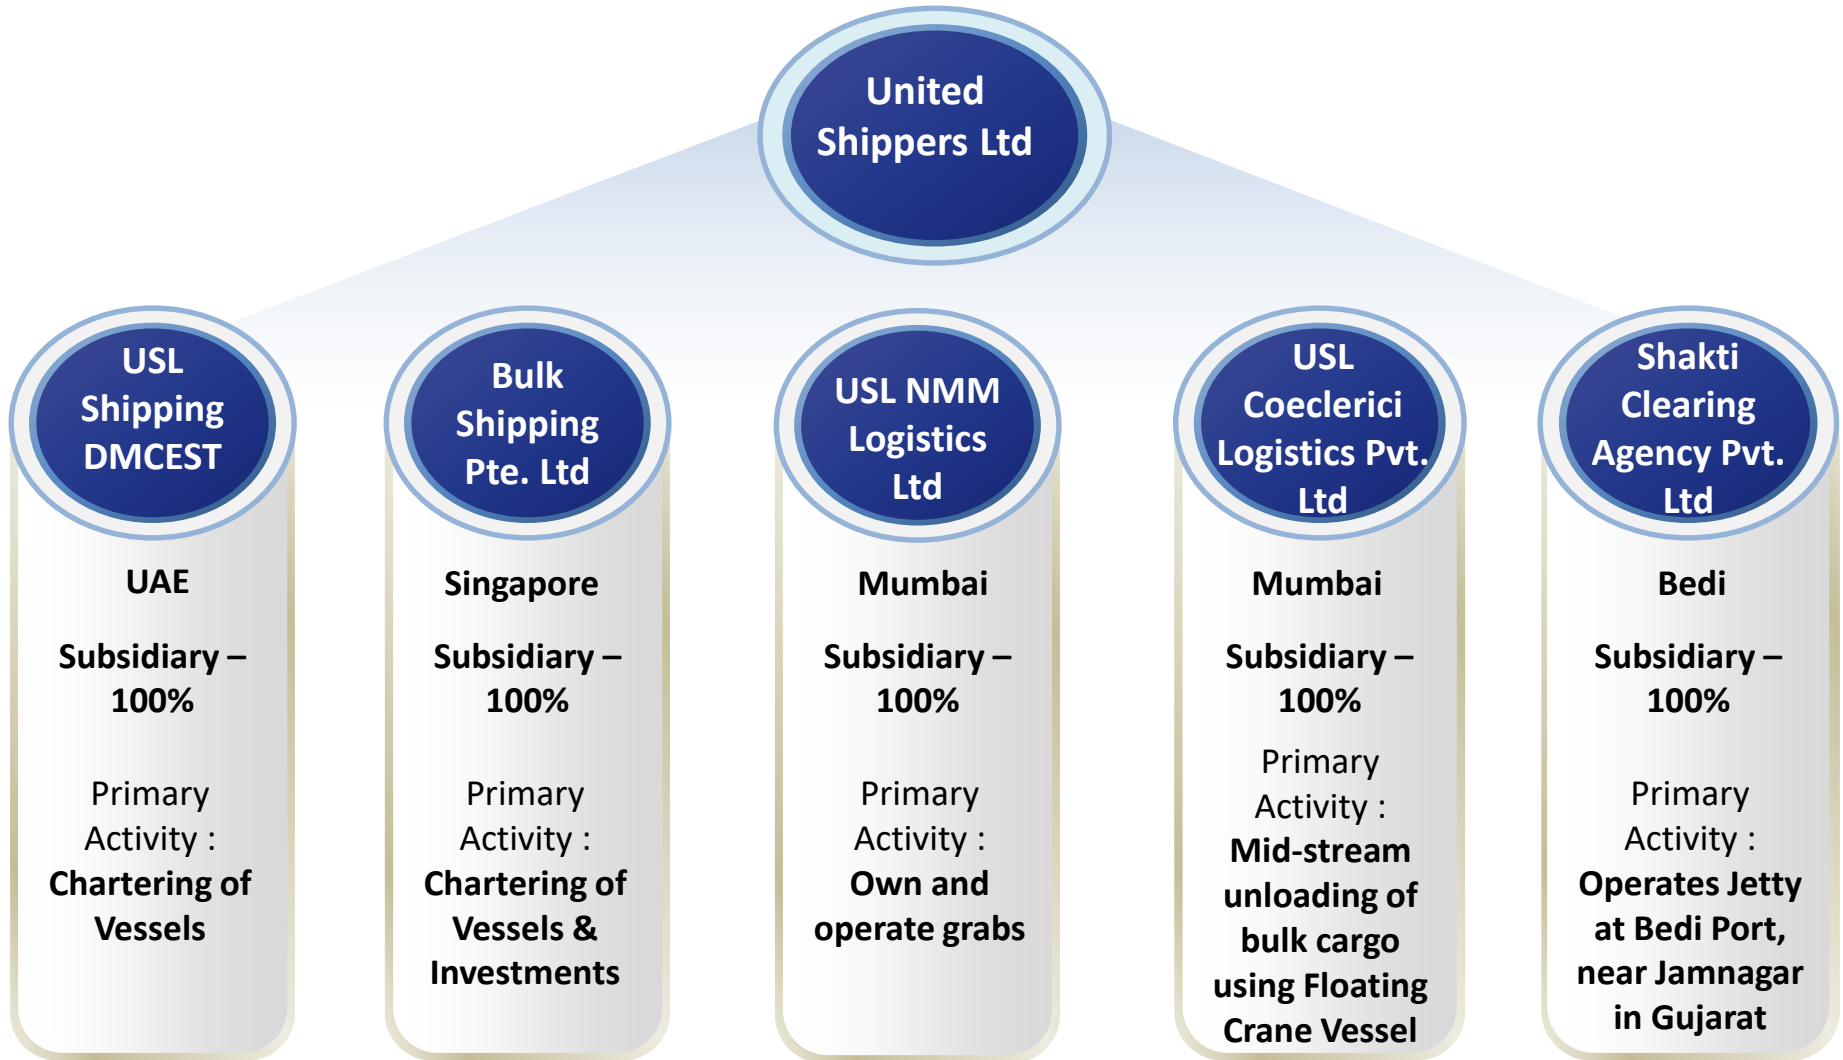 United
Shippers Ltd
USL
Shipping
DMCEST
UAE
Subsidiary –
100%
Primary
Activity :
Chartering of
Vessels
Bulk
Shipping
Pte. Ltd
Singapore
Subsidiary –
100%
Primary
Activity :
Chartering of
Vessels &
Investments
USL NMM
Logistics
Ltd
Mumbai
Subsidiary –
100%
Primary
Activity :
Own and
operate grabs
USL
Coeclerici
Logistics Pvt.
Ltd
Mumbai
Subsidiary –
100%
Primary
Activity :
Mid-stream
unloading of
bulk cargo
using Floating
Crane Vessel
Shakti
Clearing
Agency Pvt.
Ltd
Bedi
Subsidiary –
100%
Primary
Activity :
Operates Jetty
at Bedi Port,
near Jamnagar
in Gujarat